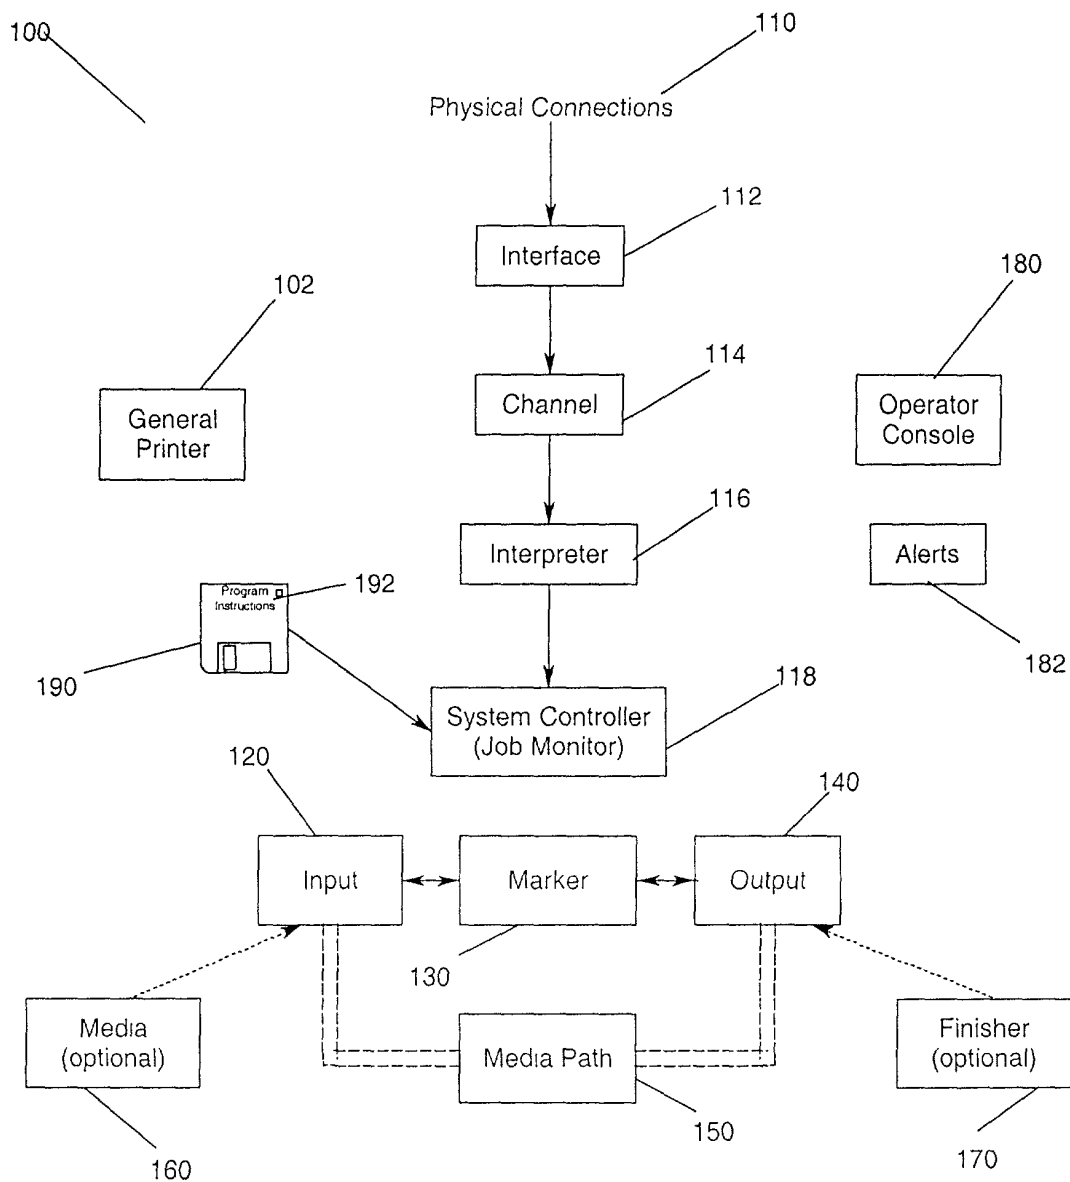 100
110
Physical Connections
112
Interface
102
180
114
General
Printer
Channel
Operator
Console
116
Interpreter
Alerts
Program
Instructions
192
190
182
118
System Controller
(Job Monitor)
120
140
Input
Marker
Output
130
Media
(optional)
Media Path
Finisher
(optional)
150
160
170